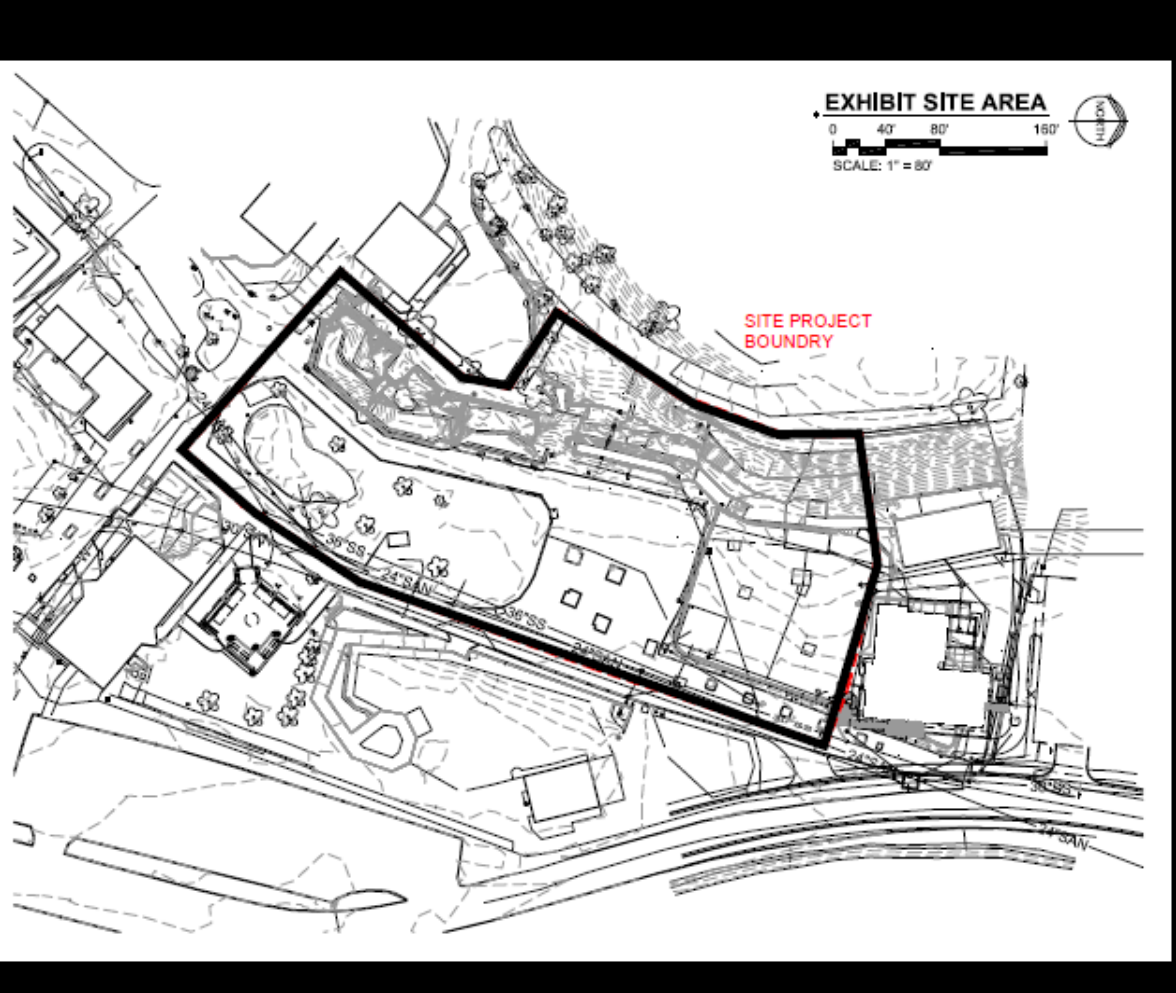 EXHIBIT SITE AREA
0 40' 80' 160'
SCALE: 1" = 80'
NORTH
SITE PROJECT
BOUNDRY
36"SS
24"SAN
36"SS
24"SAN
24"S
36"SS
24"SAN